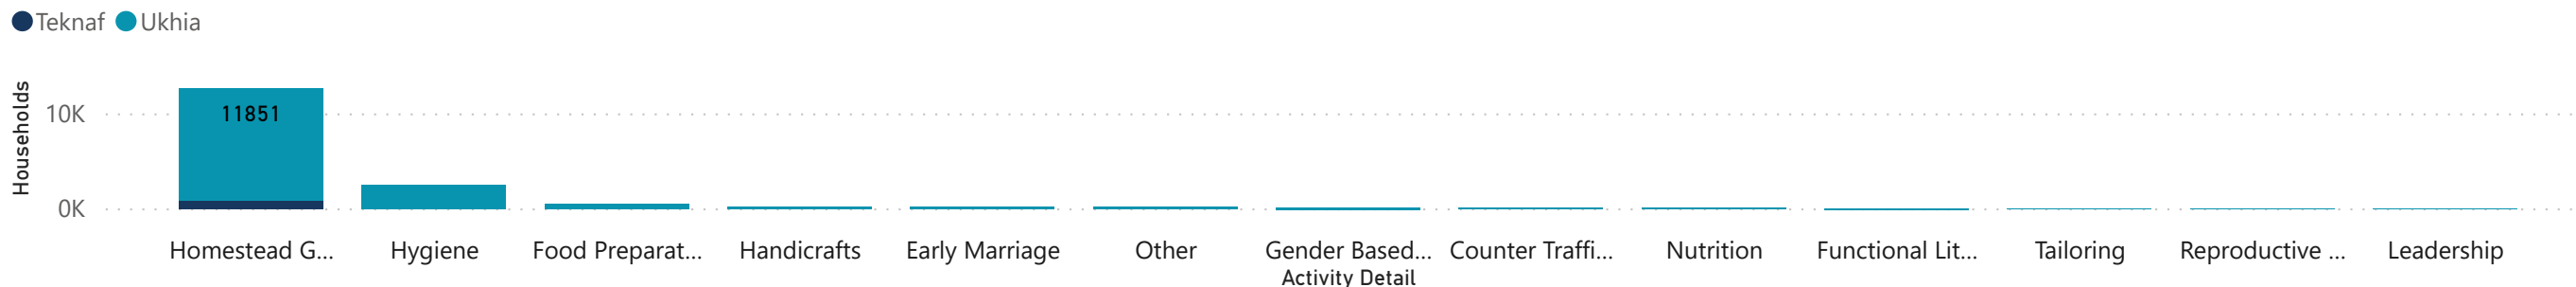 Teknaf Ukhia
Households
10K
0K
11851
Homestead G... Hygiene Food Preparat... Handicrafts Early Marriage Other Gender Based... Counter Traffi... Nutrition Functional Lit... Tailoring Reproductive ... Leadership
Activity Detail